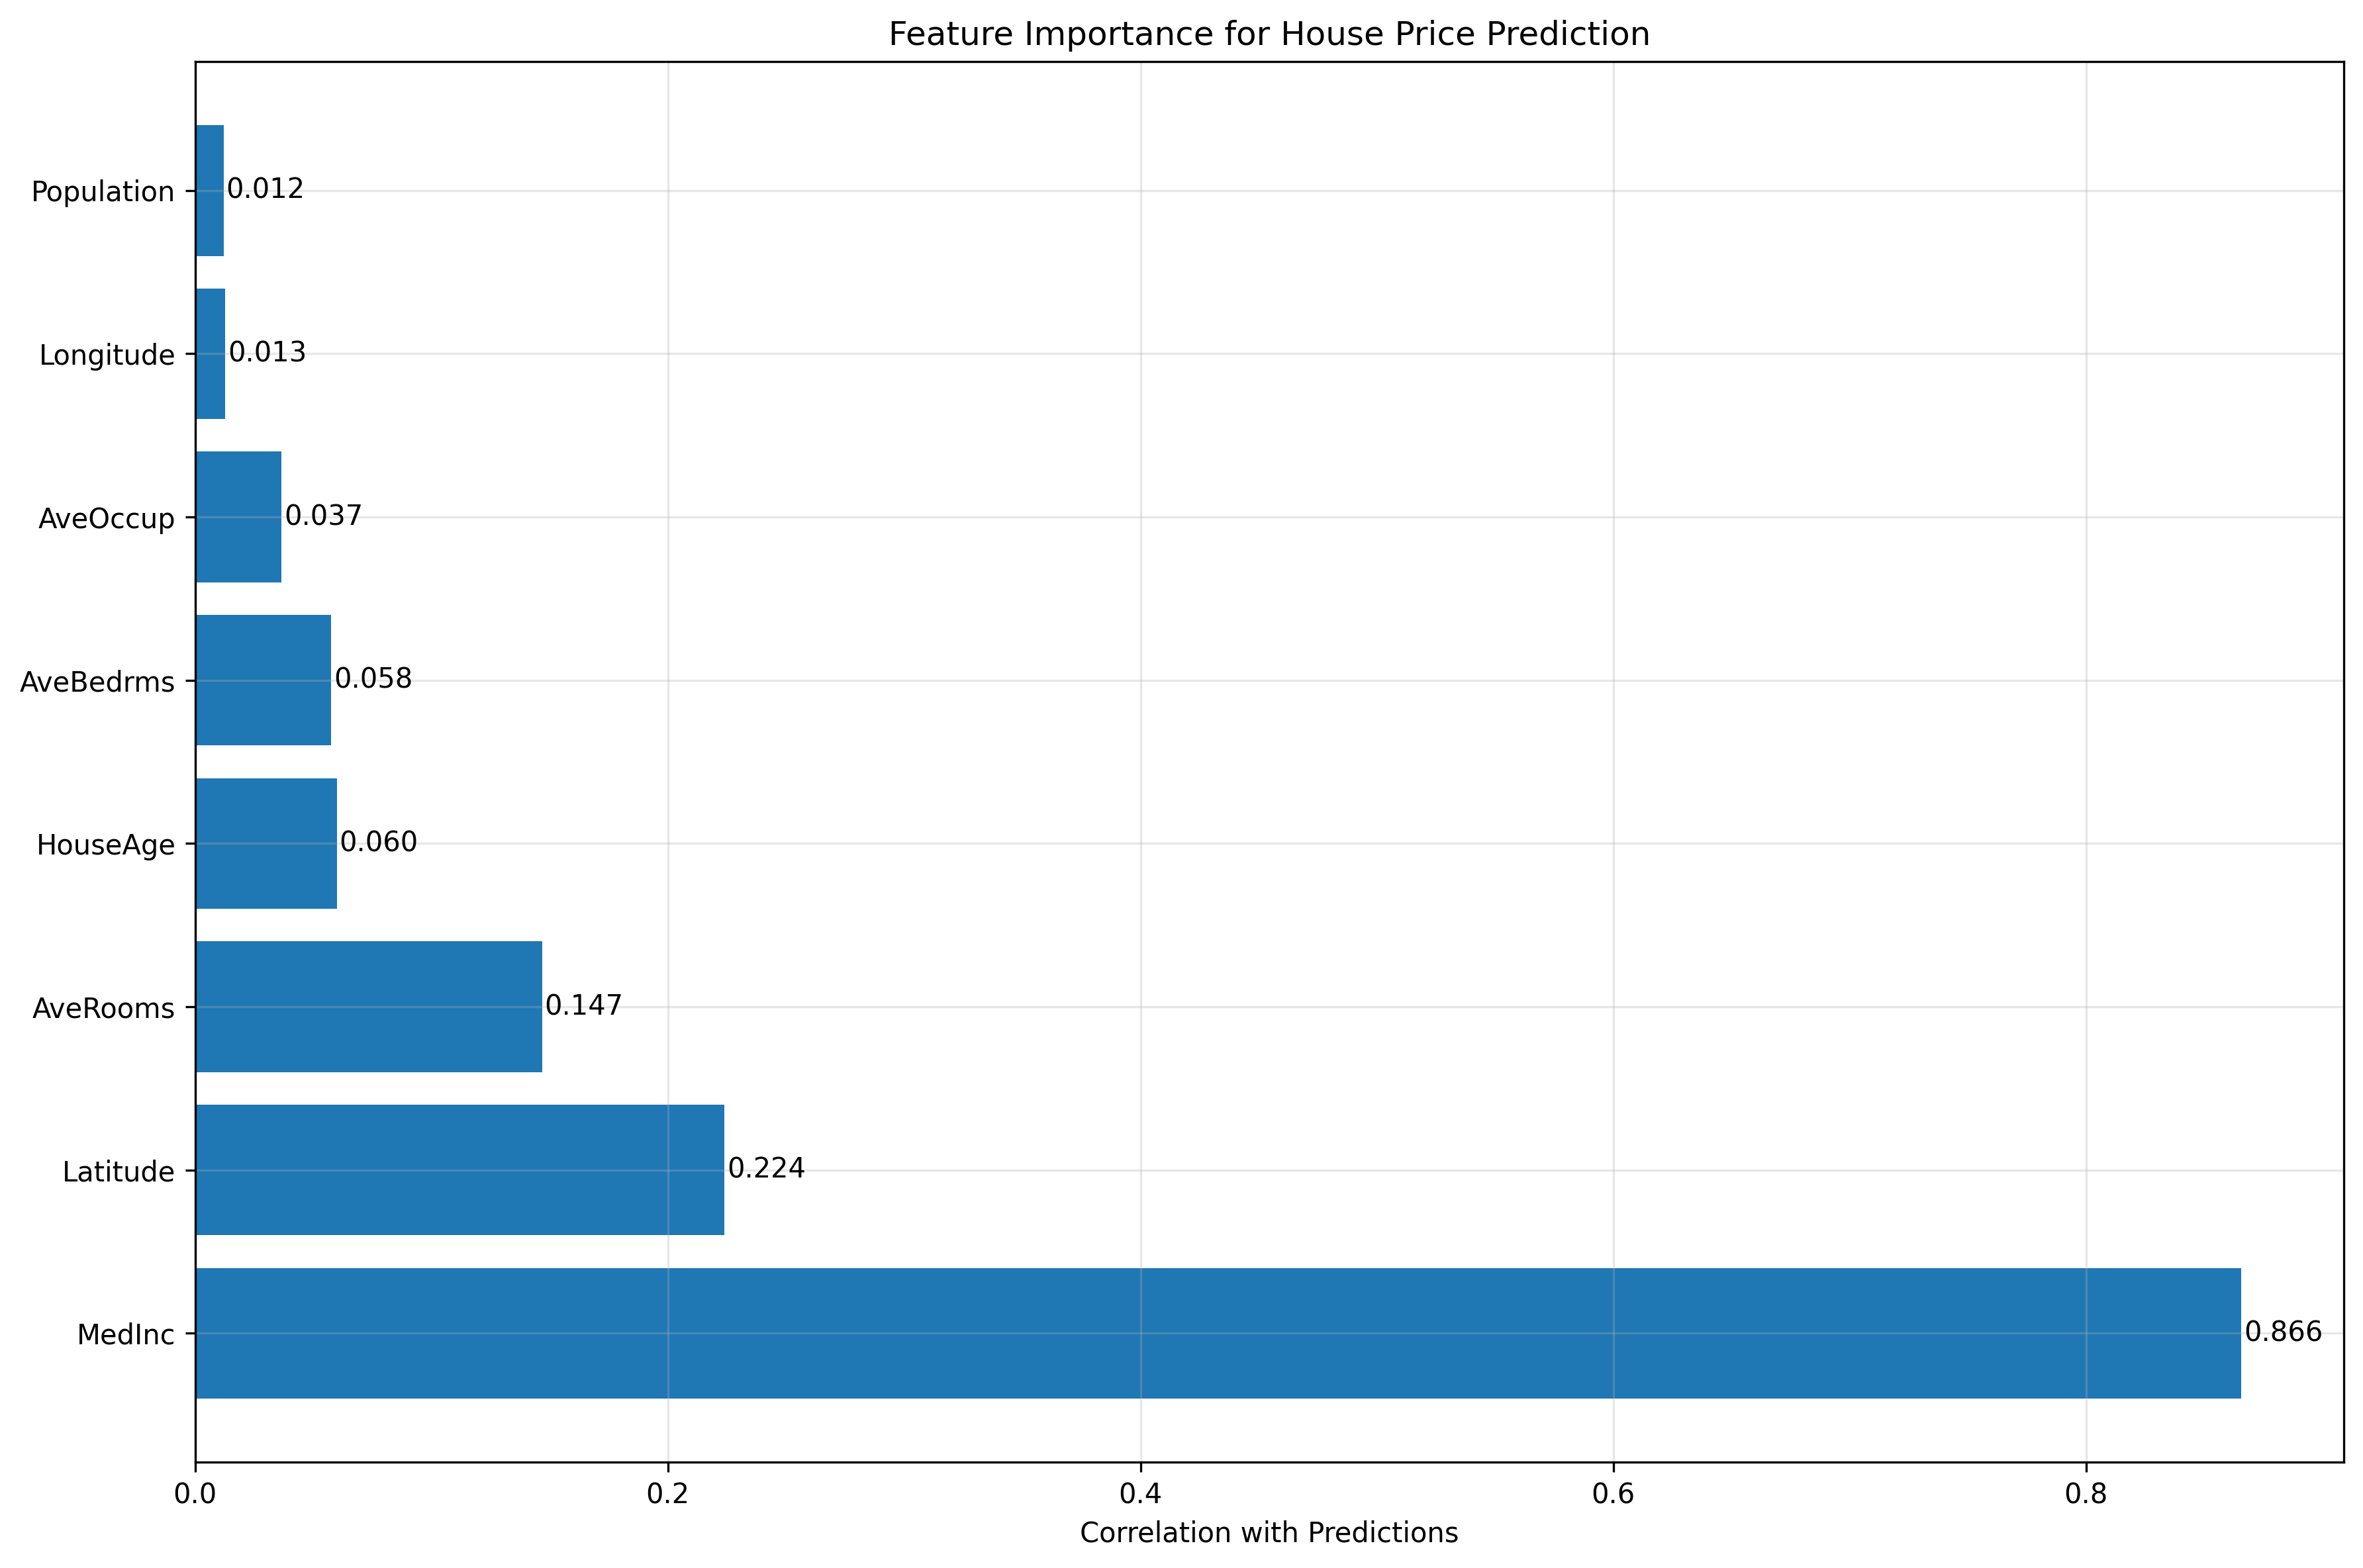 Feature Importance for House Price Prediction
Population 0.012
Longitude 0.013
AveOccup 0.037
AveBedrms 0.058
HouseAge 0.060
AveRooms 0.147
Latitude 0.224
MedInc 0.866
0.0 0.2 0.4 0.6 0.8
Correlation with Predictions